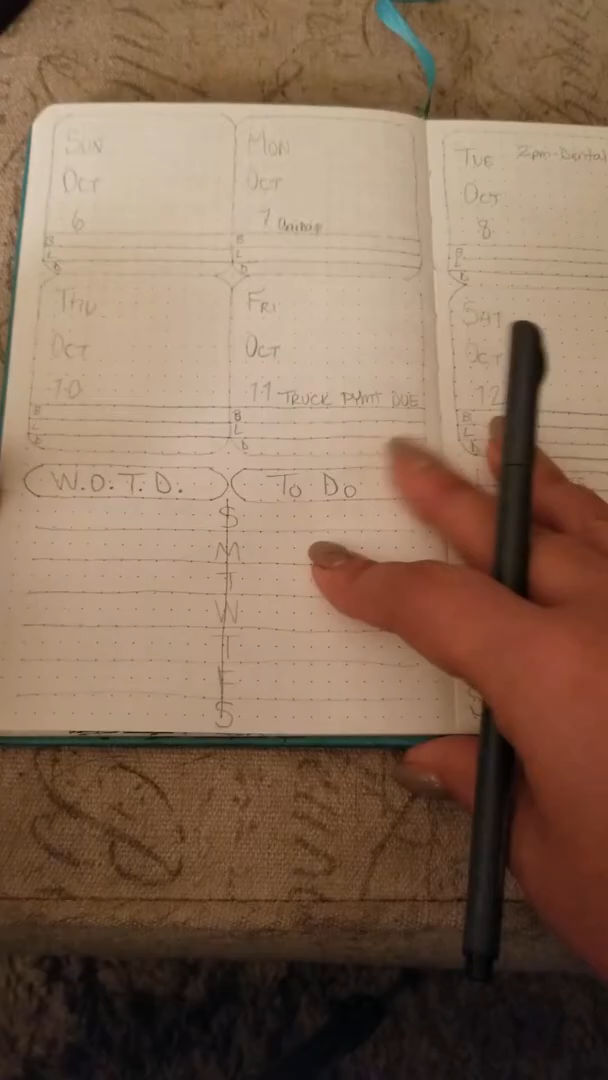 SUN
OCT
6
B
L
D
MON
OCT
7
B
L
D
TUE 2pm-Dental
OCT
8
B
L
D
THU
OCT
10
B
L
D
FRI
OCT
11 TRUCK PYMT DUE
B
L
D
SAT
OCT
12
B
L
D
W.O.T.D.
TO DO
S
M
T
W
T
F
S